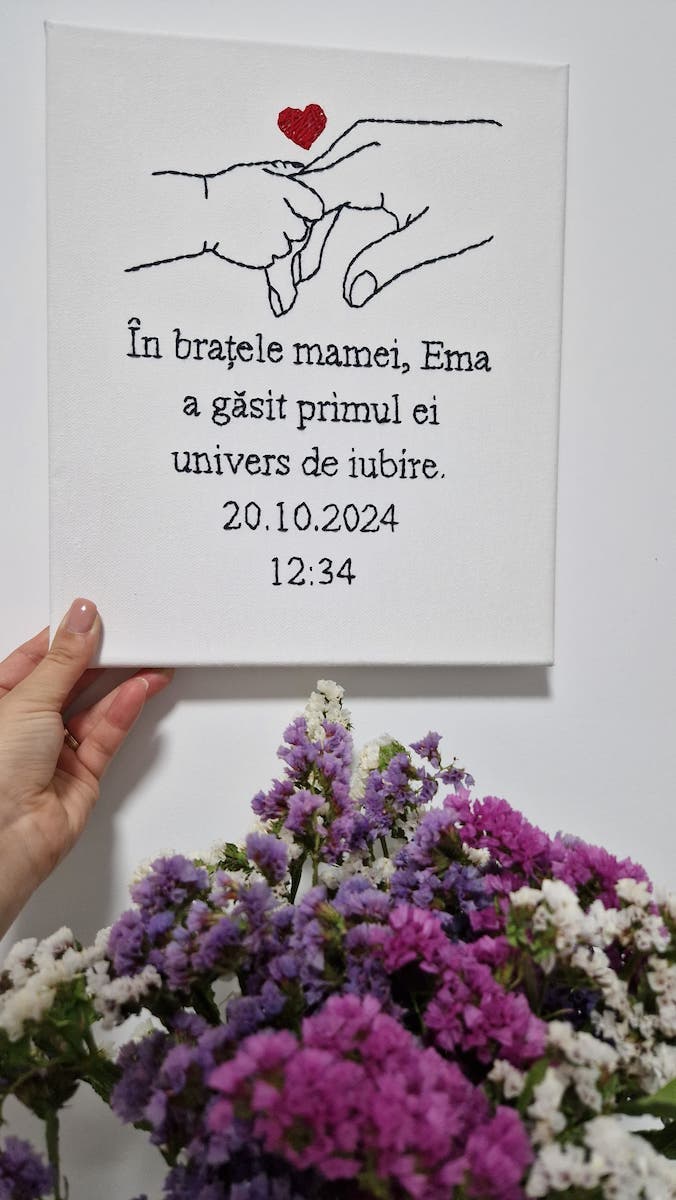 În brațele mamei, Ema
a găsit primul ei
univers de iubire.
20.10.2024
12:34